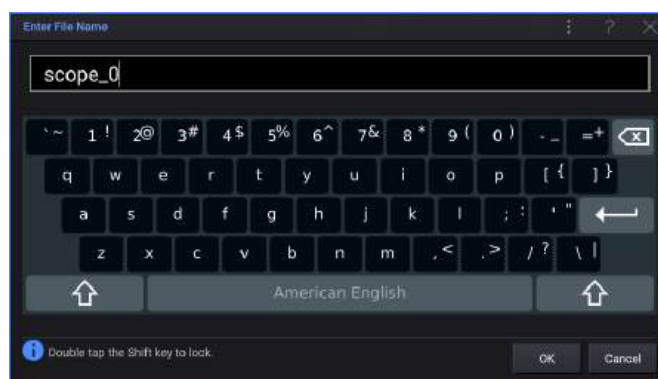 Enter File Name ⋮ ? ×
scope_0
` ~ 1 ! 2 @ 3 # 4 $ 5 % 6 ^ 7 & 8 * 9 ( 0 ) - _ = +
q w e r t y u i o p [ { ] }
a s d f g h j k l ; : ' "
z x c v b n m , < . > / ? \ |
American English
i Double tap the Shift key to lock. OK Cancel